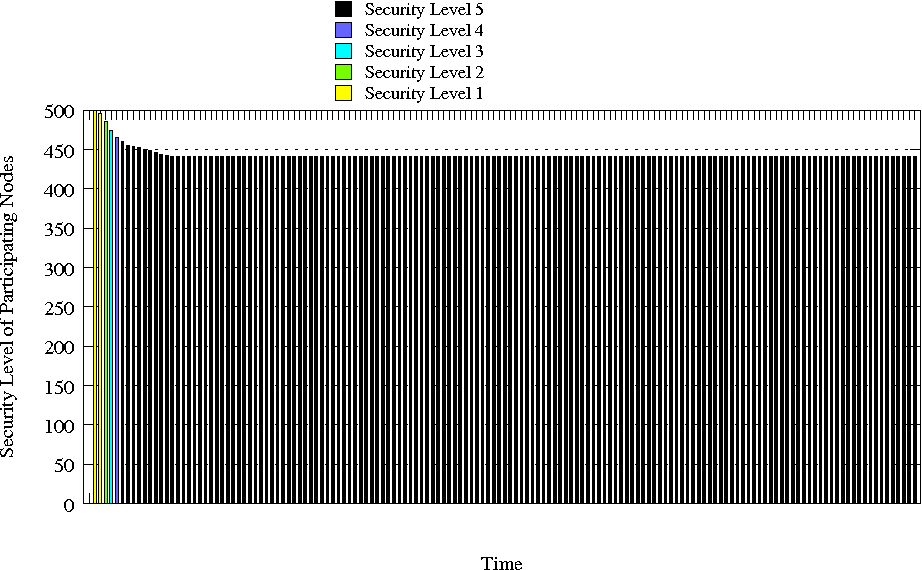 Security Level 5
Security Level 4
Security Level 3
Security Level 2
Security Level 1
500
450
400
350
300
250
200
150
100
50
0
Security Level of Participating Nodes
Time